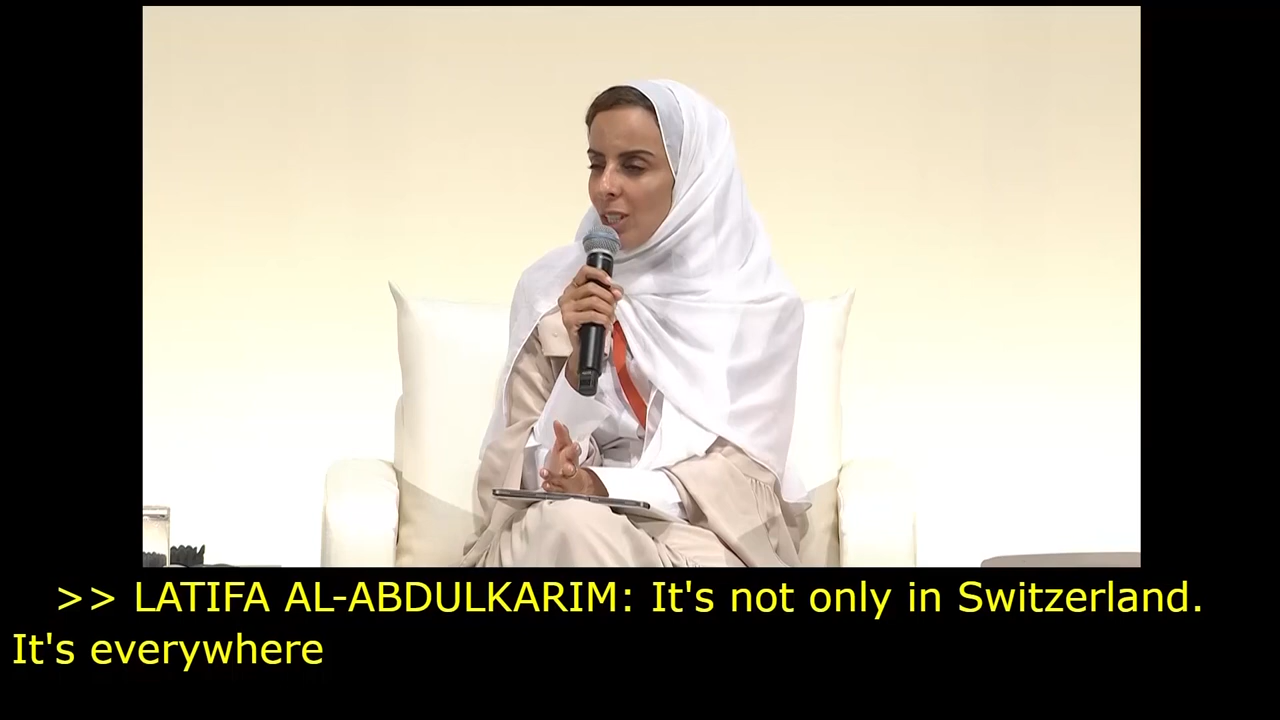 >> LATIFA AL-ABDULKARIM: It's not only in Switzerland.
It's everywhere